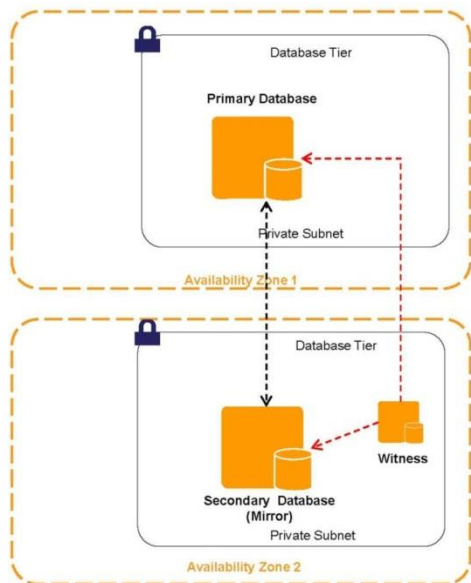 Database Tier
Primary Database
Private Subnet
Availability Zone 1
Database Tier
Witness
Secondary Database
(Mirror)
Private Subnet
Availability Zone 2